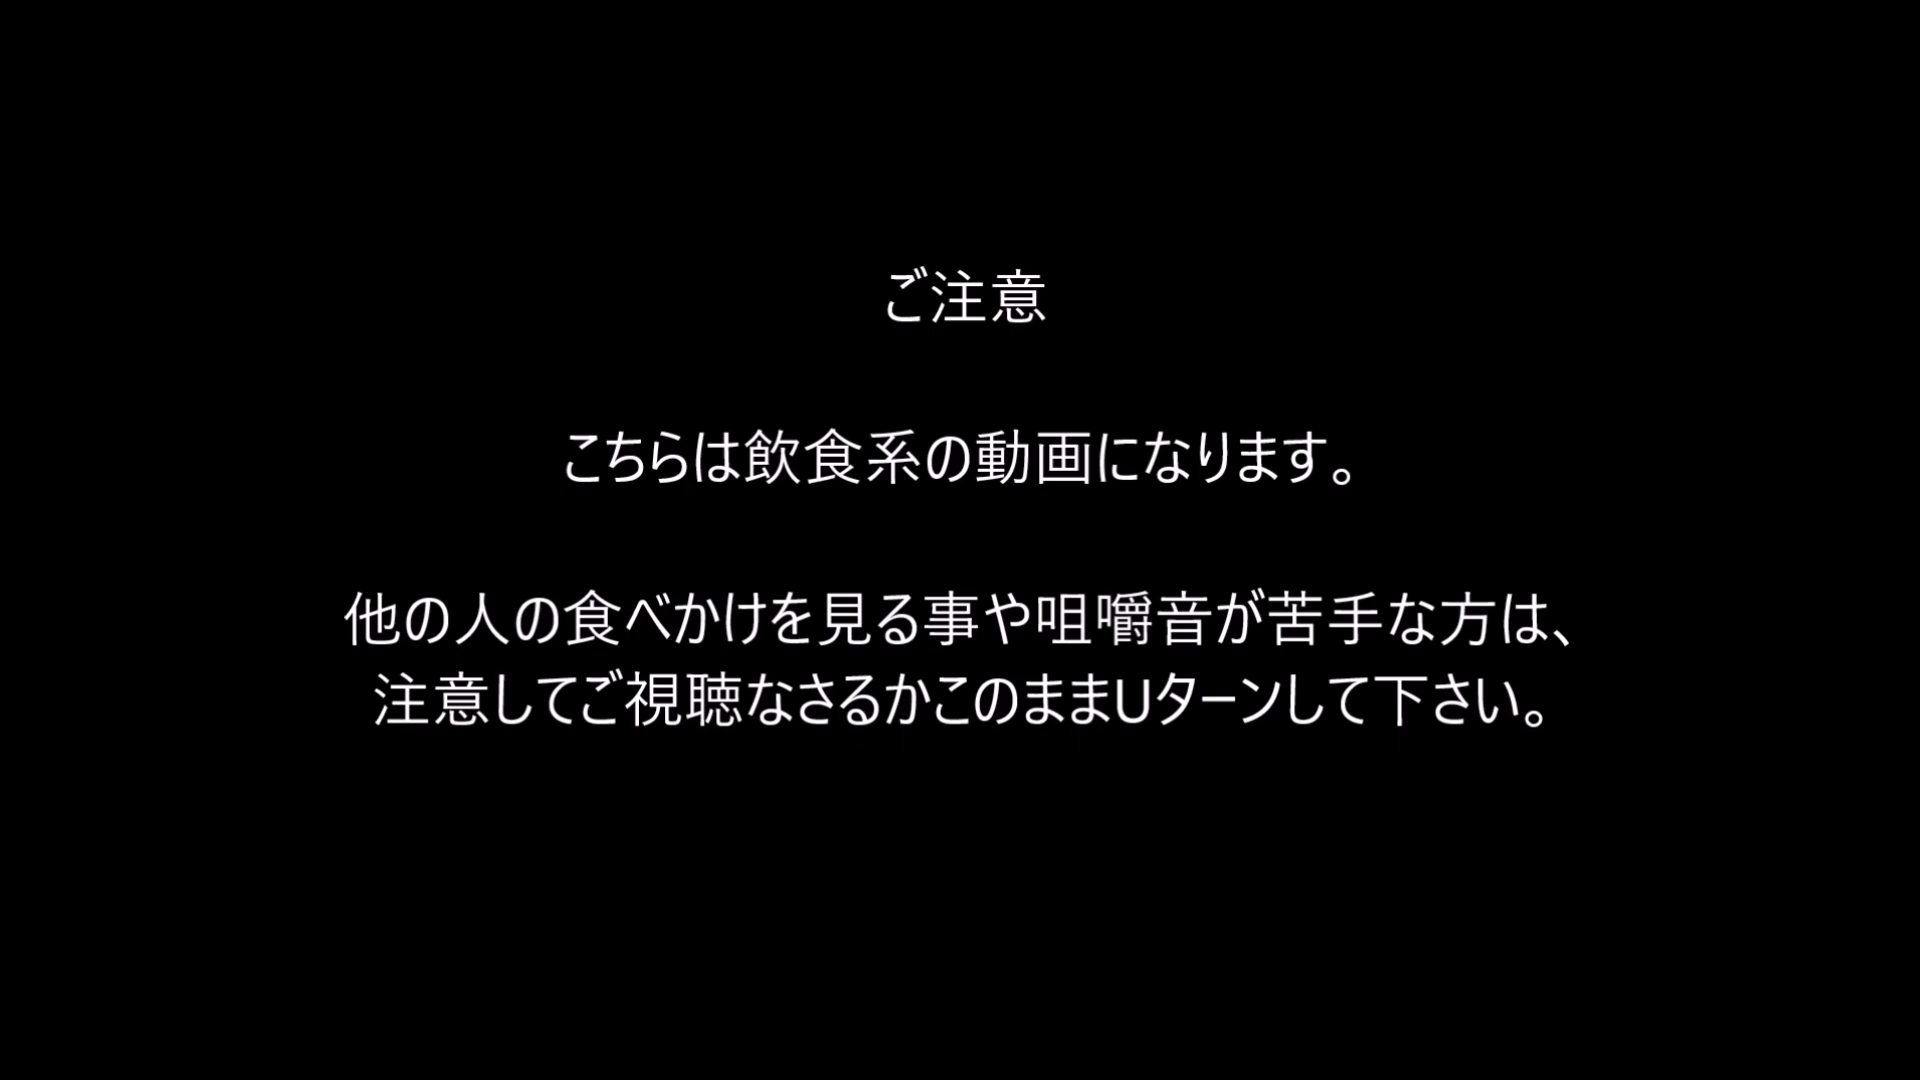 ご注意
こちらは飲食系の動画になります。
他の人の食べかけを見る事や咀嚼音が苦手な方は、
注意してご視聴なさるかこのままUターンして下さい。